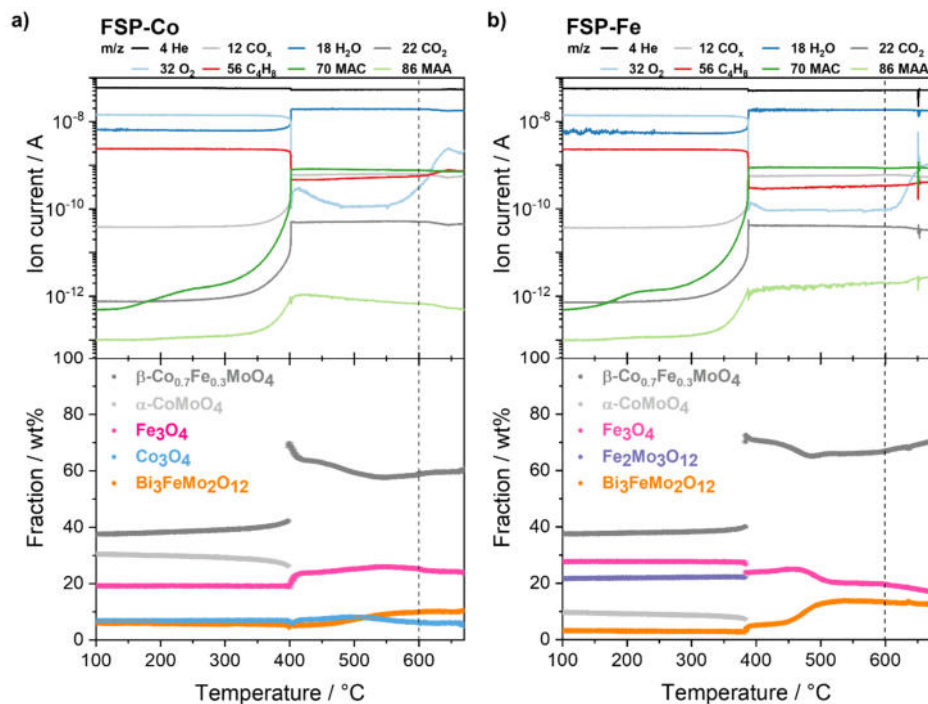 a) FSP-Co
m/z 4 He 12 COₓ 18 H₂O 22 CO₂
32 O₂ 56 C₄H₈ 70 MAC 86 MAA
Ion current / A
10⁻⁸
10⁻¹⁰
10⁻¹²
Fraction / wt%
100
80
60
40
20
0
β-Co₀.₇Fe₀.₃MoO₄
α-CoMoO₄
Fe₃O₄
Co₃O₄
Bi₃FeMo₂O₁₂
100 200 300 400 500 600
Temperature / °C
b) FSP-Fe
m/z 4 He 12 COₓ 18 H₂O 22 CO₂
32 O₂ 56 C₄H₈ 70 MAC 86 MAA
Ion current / A
10⁻⁸
10⁻¹⁰
10⁻¹²
Fraction / wt%
100
80
60
40
20
0
β-Co₀.₇Fe₀.₃MoO₄
α-CoMoO₄
Fe₃O₄
Fe₂Mo₃O₁₂
Bi₃FeMo₂O₁₂
100 200 300 400 500 600
Temperature / °C